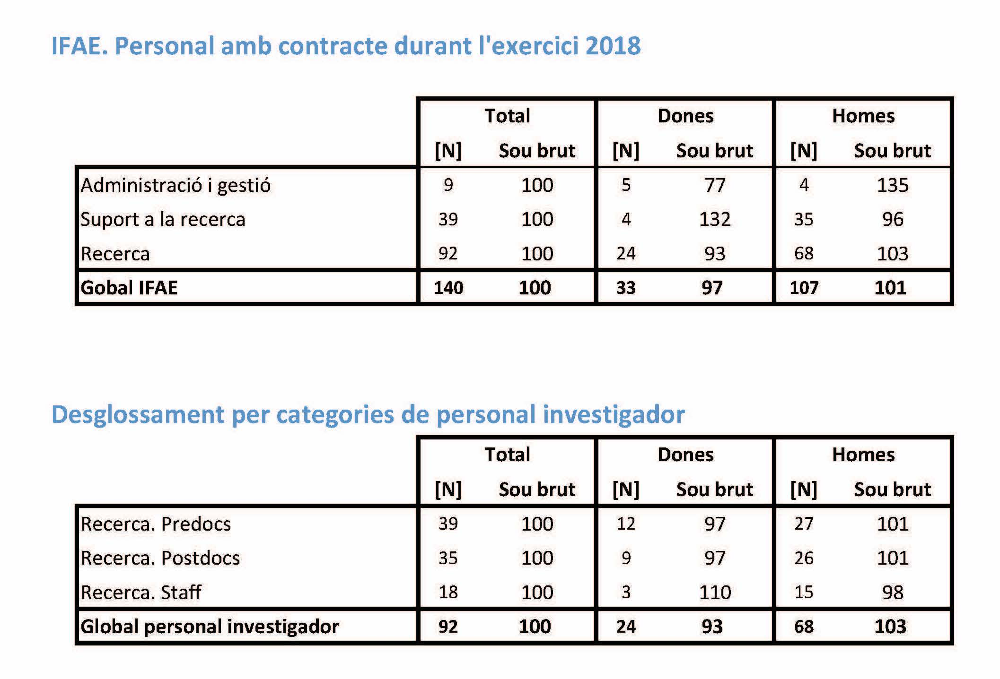 IFAE. Personal amb contracte durant l'exercici 2018
Total Dones Homes
[N] Sou brut [N] Sou brut [N] Sou brut
Administració i gestió 9 100 5 77 4 135
Suport a la recerca 39 100 4 132 35 96
Recerca 92 100 24 93 68 103
Gobal IFAE 140 100 33 97 107 101
Desglossament per categories de personal investigador
Total Dones Homes
[N] Sou brut [N] Sou brut [N] Sou brut
Recerca. Predocs 39 100 12 97 27 101
Recerca. Postdocs 35 100 9 97 26 101
Recerca. Staff 18 100 3 110 15 98
Global personal investigador 92 100 24 93 68 103